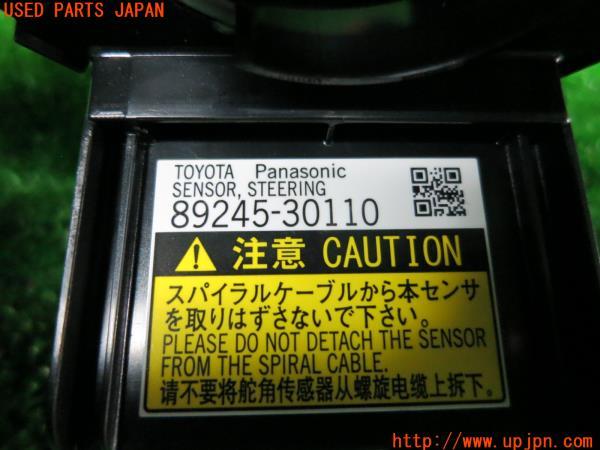 USED PARTS JAPAN
TOYOTA Panasonic
SENSOR, STEERING
89245-30110
注意 CAUTION
スパイラルケーブルから本センサ
を取りはずさないで下さい。
PLEASE DO NOT DETACH THE SENSOR
FROM THE SPIRAL CABLE.
请不要将舵角传感器从螺旋电缆上拆下。
http://www.upjpn.com/